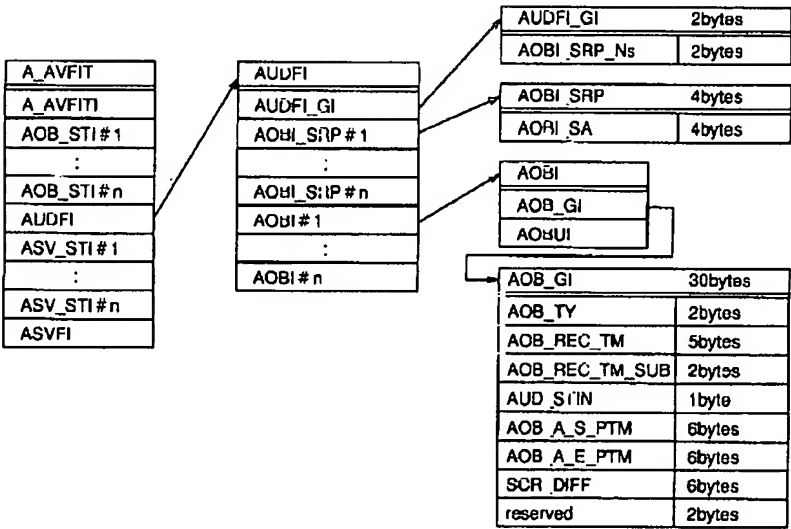 A_AVFIT
A_AVFITI
AOB_STI#1
:
AOB_STI#n
AUDFI
ASV_STI#1
:
ASV_STI#n
ASVFI
AUDFI
AUDFI_GI
AOBI_SRP#1
:
AOBI_SRP#n
AOBI#1
:
AOBI#n
AUDFI_GI 2bytes
AOBI_SRP_Ns 2bytes
AOBI_SRP 4bytes
AOBI_SA 4bytes
AOBI
AOB_GI
AOBUI
AOB_GI 30bytes
AOB_TY 2bytes
AOB_REC_TM 5bytes
AOB_REC_TM_SUB 2bytes
AUD_STIN 1byte
AOB_A_S_PTM 6bytes
AOB_A_E_PTM 6bytes
SCR_DIFF 6bytes
reserved 2bytes